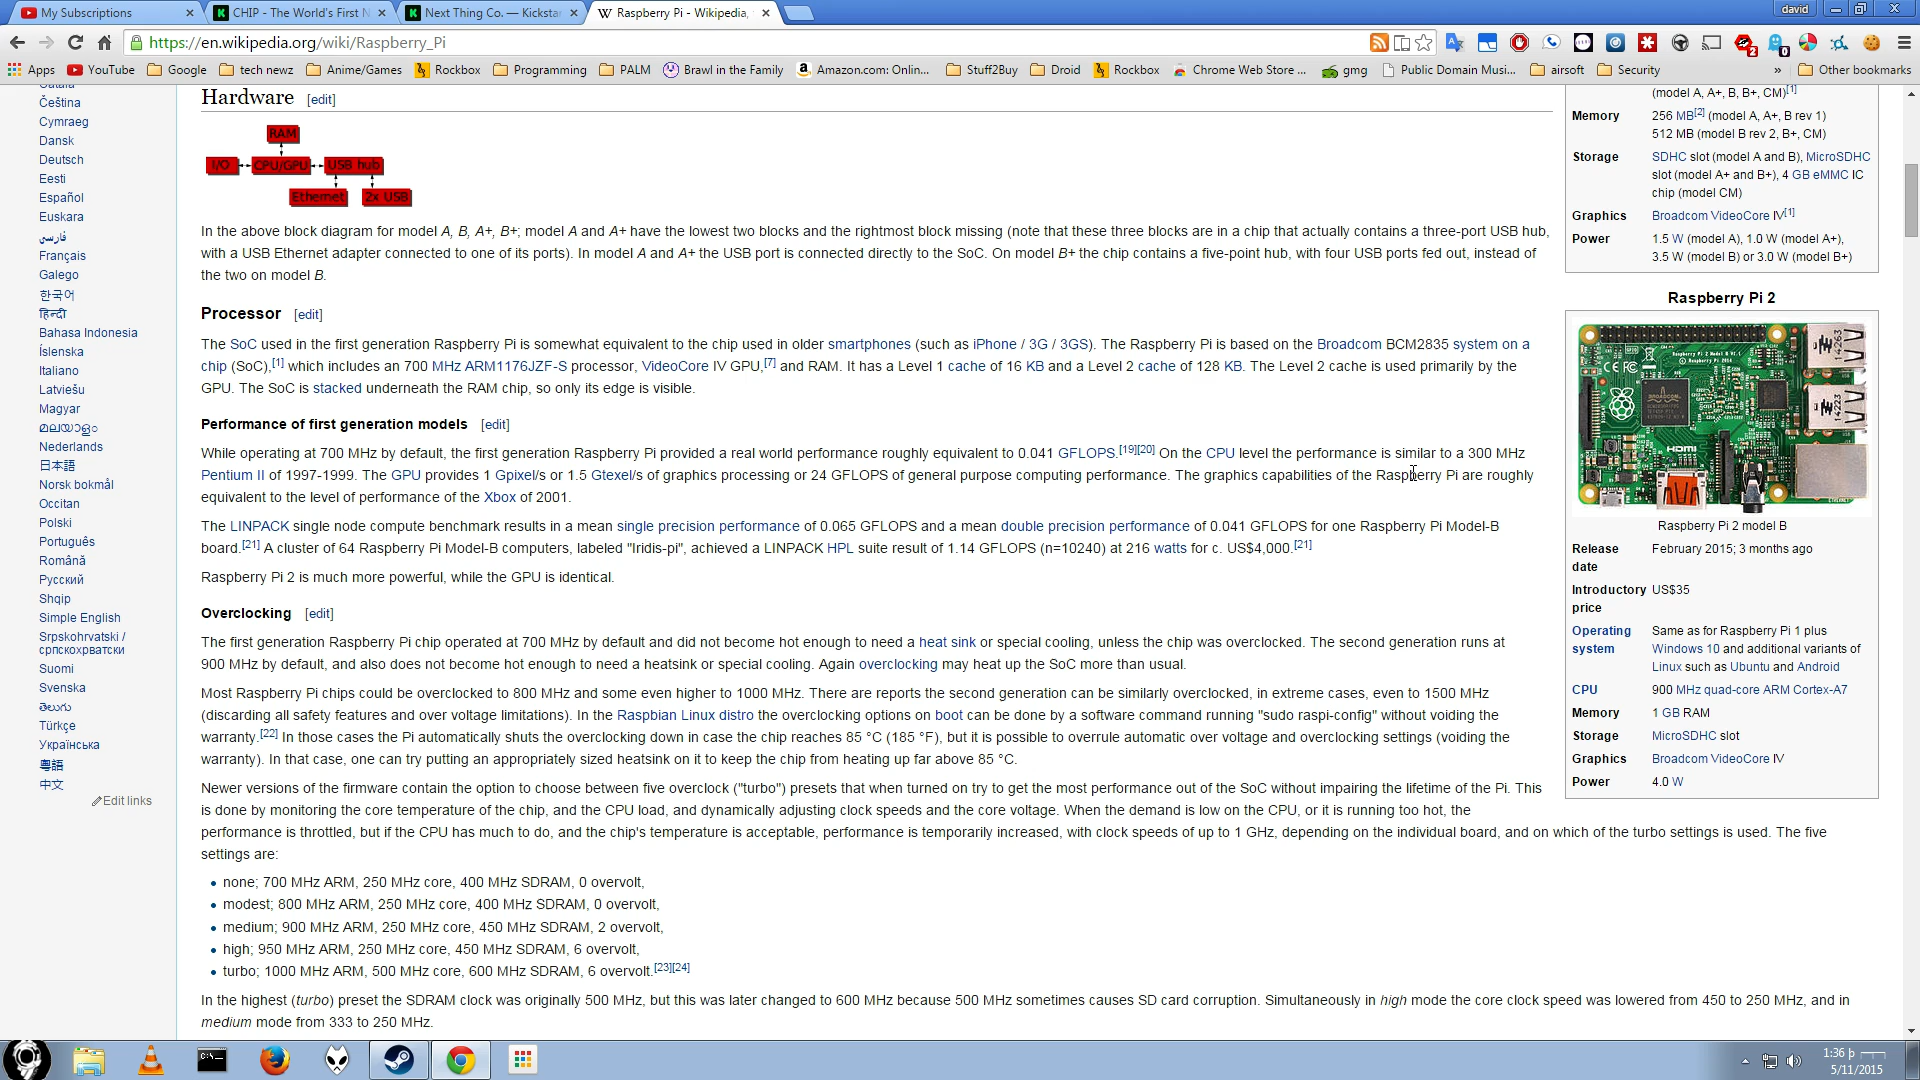 My Subscriptions
CHIP - The World's First N
Next Thing Co. — Kickstar
Raspberry Pi - Wikipedia,
david
https://en.wikipedia.org/wiki/Raspberry_Pi
Apps
YouTube
Google
tech newz
Anime/Games
Rockbox
Programming
PALM
Brawl in the Family
Amazon.com: Onlin...
Stuff2Buy
Droid
Rockbox
Chrome Web Store ...
gmg
Public Domain Musi...
airsoft
Security
»
Other bookmarks
Čeština
Cymraeg
Dansk
Deutsch
Eesti
Español
Euskara
فارسی
Français
Galego
한국어
हिन्दी
Bahasa Indonesia
Íslenska
Italiano
Latviešu
Magyar
മലയാളം
Nederlands
日本語
Norsk bokmål
Occitan
Polski
Português
Română
Русский
Shqip
Simple English
Srpskohrvatski /
српскохрватски
Suomi
Svenska
తెలుగు
Türkçe
Українська
粵語
中文
Edit links
Hardware [edit]
RAM
I/O
CPU/GPU
USB hub
Ethernet
2x USB
In the above block diagram for model A, B, A+, B+; model A and A+ have the lowest two blocks and the rightmost block missing (note that these three blocks are in a chip that actually contains a three-port USB hub,
with a USB Ethernet adapter connected to one of its ports). In model A and A+ the USB port is connected directly to the SoC. On model B+ the chip contains a five-point hub, with four USB ports fed out, instead of
the two on model B.
Processor [edit]
The SoC used in the first generation Raspberry Pi is somewhat equivalent to the chip used in older smartphones (such as iPhone / 3G / 3GS). The Raspberry Pi is based on the Broadcom BCM2835 system on a
chip (SoC),[1] which includes an 700 MHz ARM1176JZF-S processor, VideoCore IV GPU,[7] and RAM. It has a Level 1 cache of 16 KB and a Level 2 cache of 128 KB. The Level 2 cache is used primarily by the
GPU. The SoC is stacked underneath the RAM chip, so only its edge is visible.
Performance of first generation models [edit]
While operating at 700 MHz by default, the first generation Raspberry Pi provided a real world performance roughly equivalent to 0.041 GFLOPS.[19][20] On the CPU level the performance is similar to a 300 MHz
Pentium II of 1997-1999. The GPU provides 1 Gpixel/s or 1.5 Gtexel/s of graphics processing or 24 GFLOPS of general purpose computing performance. The graphics capabilities of the Raspberry Pi are roughly
equivalent to the level of performance of the Xbox of 2001.
The LINPACK single node compute benchmark results in a mean single precision performance of 0.065 GFLOPS and a mean double precision performance of 0.041 GFLOPS for one Raspberry Pi Model-B
board.[21] A cluster of 64 Raspberry Pi Model-B computers, labeled "Iridis-pi", achieved a LINPACK HPL suite result of 1.14 GFLOPS (n=10240) at 216 watts for c. US$4,000.[21]
Raspberry Pi 2 is much more powerful, while the GPU is identical.
Overclocking [edit]
The first generation Raspberry Pi chip operated at 700 MHz by default and did not become hot enough to need a heat sink or special cooling, unless the chip was overclocked. The second generation runs at
900 MHz by default, and also does not become hot enough to need a heatsink or special cooling. Again overclocking may heat up the SoC more than usual.
Most Raspberry Pi chips could be overclocked to 800 MHz and some even higher to 1000 MHz. There are reports the second generation can be similarly overclocked, in extreme cases, even to 1500 MHz
(discarding all safety features and over voltage limitations). In the Raspbian Linux distro the overclocking options on boot can be done by a software command running "sudo raspi-config" without voiding the
warranty.[22] In those cases the Pi automatically shuts the overclocking down in case the chip reaches 85 °C (185 °F), but it is possible to overrule automatic over voltage and overclocking settings (voiding the
warranty). In that case, one can try putting an appropriately sized heatsink on it to keep the chip from heating up far above 85 °C.
Newer versions of the firmware contain the option to choose between five overclock ("turbo") presets that when turned on try to get the most performance out of the SoC without impairing the lifetime of the Pi. This
is done by monitoring the core temperature of the chip, and the CPU load, and dynamically adjusting clock speeds and the core voltage. When the demand is low on the CPU, or it is running too hot, the
performance is throttled, but if the CPU has much to do, and the chip's temperature is acceptable, performance is temporarily increased, with clock speeds of up to 1 GHz, depending on the individual board, and on which of the turbo settings is used. The five
settings are:
• none; 700 MHz ARM, 250 MHz core, 400 MHz SDRAM, 0 overvolt,
• modest; 800 MHz ARM, 250 MHz core, 400 MHz SDRAM, 0 overvolt,
• medium; 900 MHz ARM, 250 MHz core, 450 MHz SDRAM, 2 overvolt,
• high; 950 MHz ARM, 250 MHz core, 450 MHz SDRAM, 6 overvolt,
• turbo; 1000 MHz ARM, 500 MHz core, 600 MHz SDRAM, 6 overvolt.[23][24]
In the highest (turbo) preset the SDRAM clock was originally 500 MHz, but this was later changed to 600 MHz because 500 MHz sometimes causes SD card corruption. Simultaneously in high mode the core clock speed was lowered from 450 to 250 MHz, and in
medium mode from 333 to 250 MHz.
(model A, A+, B, B+, CM)[1]
Memory 256 MB[2] (model A, A+, B rev 1)
512 MB (model B rev 2, B+, CM)
Storage SDHC slot (model A and B), MicroSDHC
slot (model A+ and B+), 4 GB eMMC IC
chip (model CM)
Graphics Broadcom VideoCore IV[1]
Power 1.5 W (model A), 1.0 W (model A+),
3.5 W (model B) or 3.0 W (model B+)
Raspberry Pi 2
HDMI
Raspberry Pi 2 model B
Release February 2015; 3 months ago
date
Introductory US$35
price
Operating Same as for Raspberry Pi 1 plus
system Windows 10 and additional variants of
Linux such as Ubuntu and Android
CPU 900 MHz quad-core ARM Cortex-A7
Memory 1 GB RAM
Storage MicroSDHC slot
Graphics Broadcom VideoCore IV
Power 4.0 W
1:36 þ
5/11/2015